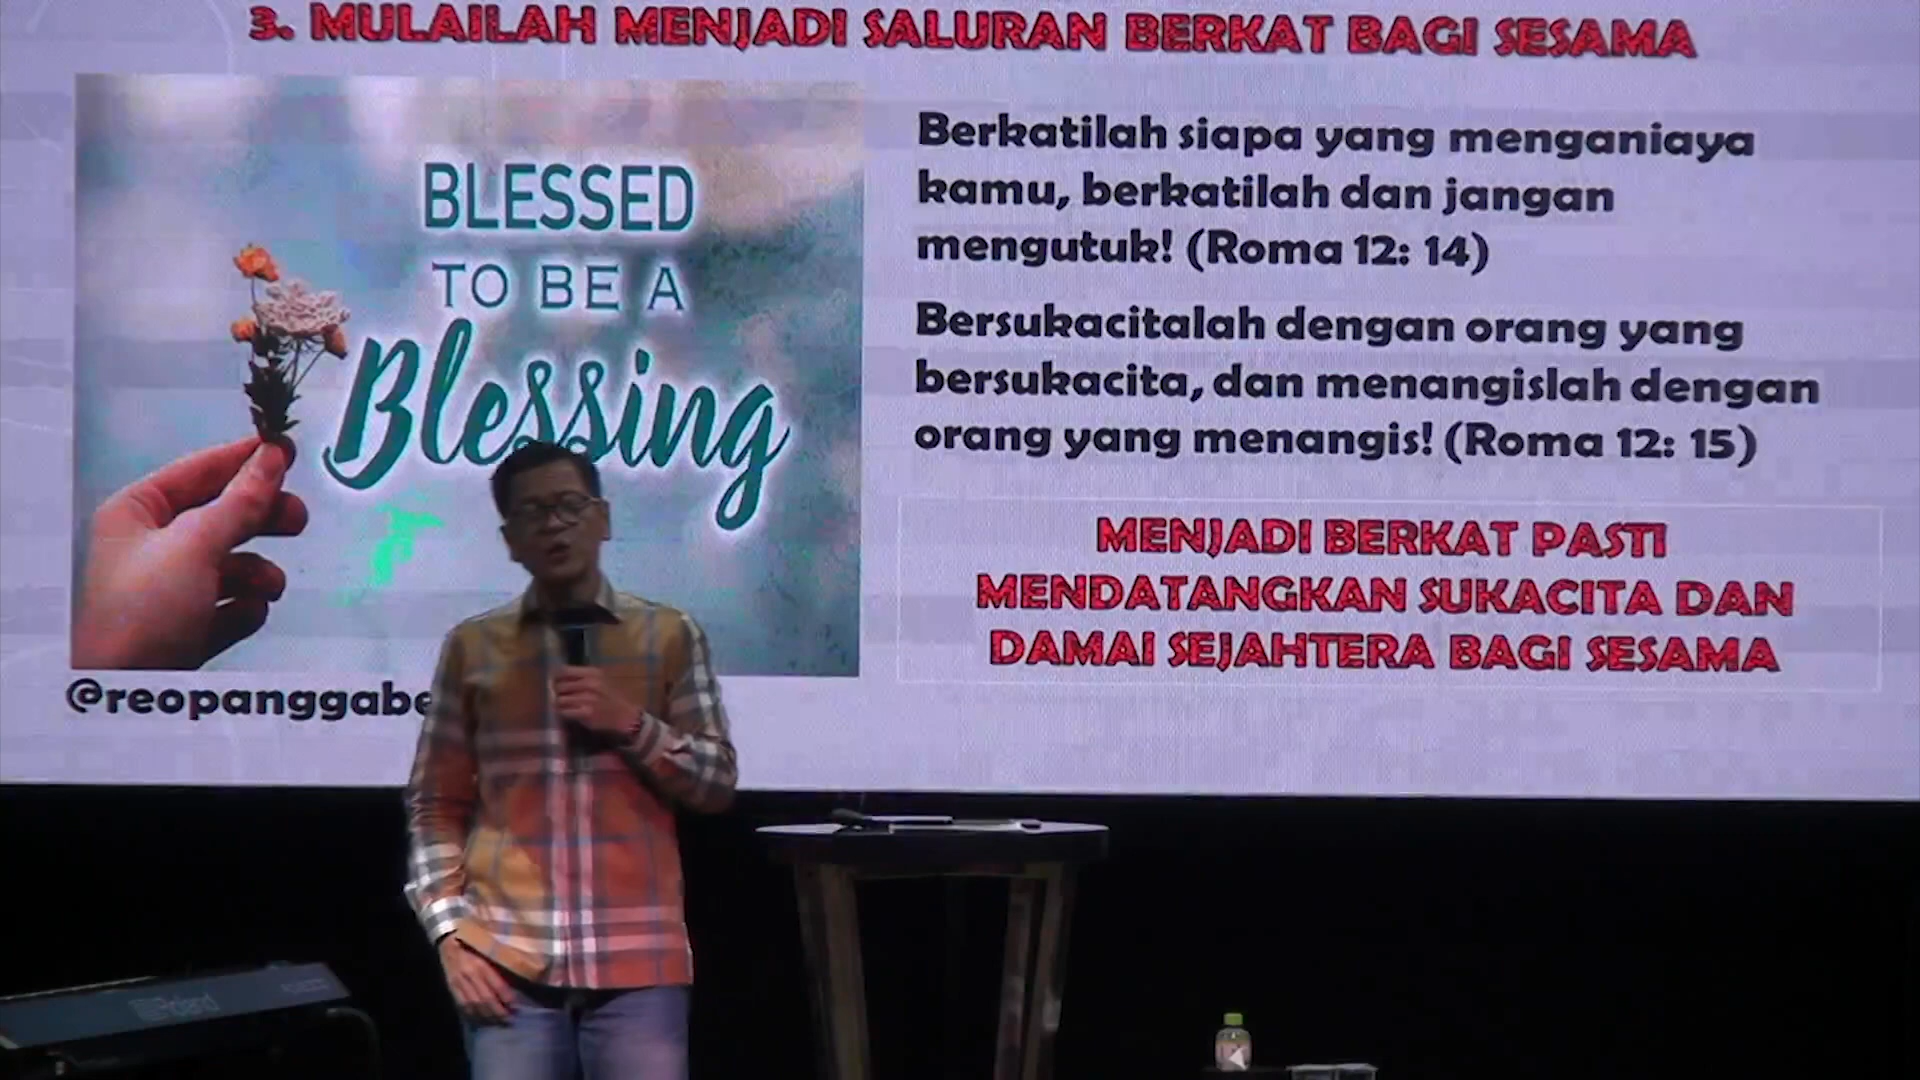 3. MULAILAH MENJADI SALURAN BERKAT BAGI SESAMA
BLESSED
TO BE A
Blessing
Berkatilah siapa yang menganiaya
kamu, berkatilah dan jangan
mengutuk! (Roma 12: 14)
Bersukacitalah dengan orang yang
bersukacita, dan menangislah dengan
orang yang menangis! (Roma 12: 15)
MENJADI BERKAT PASTI
MENDATANGKAN SUKACITA DAN
DAMAI SEJAHTERA BAGI SESAMA
@reopanggabe
Roland